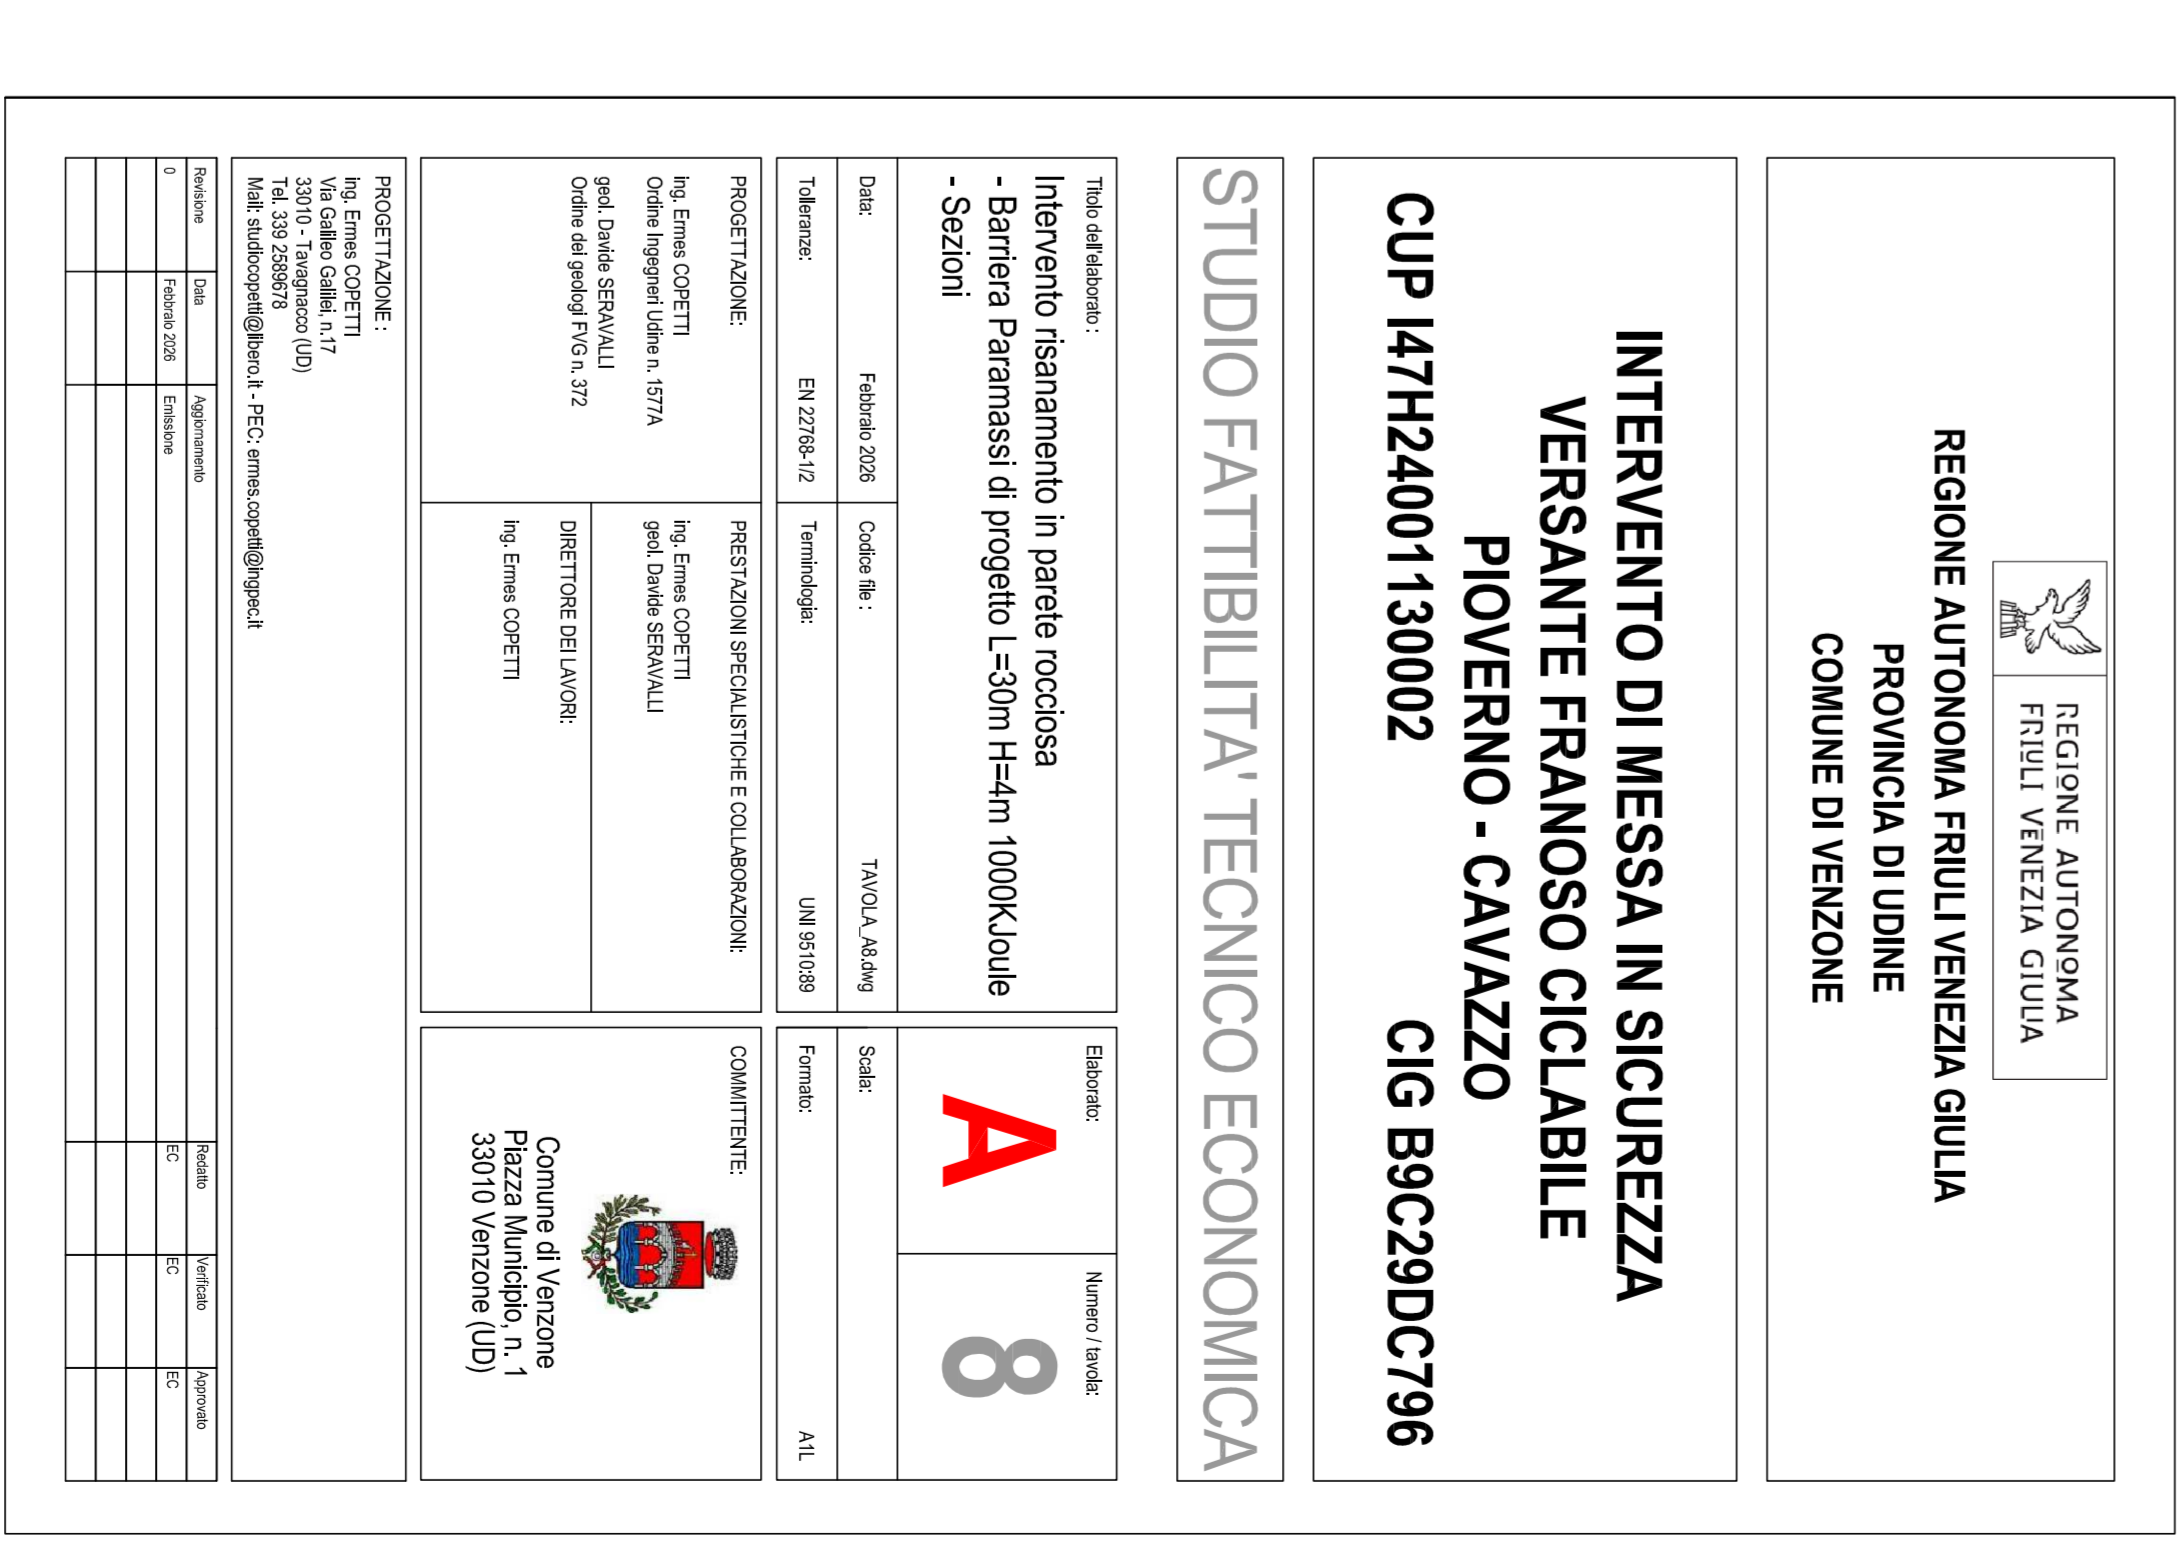 REGIONE AUTONOMA
FRIULI VENEZIA GIULIA
REGIONE AUTONOMA FRIULI VENEZIA GIULIA
PROVINCIA DI UDINE
COMUNE DI VENZONE
INTERVENTO DI MESSA IN SICUREZZA
VERSANTE FRANOSO CICLABILE
PIOVERNO - CAVAZZO
CUP I47H24001130002 CIG B9C29DC796
STUDIO FATTIBILITA' TECNICO ECONOMICA
Titolo dell'elaborato :
Intervento risanamento in parete rocciosa
- Barriera Paramassi di progetto L=30m H=4m 1000KJoule
- Sezioni
Elaborato:
A
Numero / tavola:
8
Data: Febbraio 2026
Codice file : TAVOLA_A8.dwg
Scala:
Tolleranze: EN 22768-1/2
Terminologia: UNI 9510:89
Formato: A1L
PROGETTAZIONE:
ing. Ermes COPETTI
Ordine Ingegneri Udine n. 1577A
geol. Davide SERAVALLI
Ordine dei geologi FVG n. 372
PRESTAZIONI SPECIALISTICHE E COLLABORAZIONI:
ing. Ermes COPETTI
geol. Davide SERAVALLI
DIRETTORE DEI LAVORI:
ing. Ermes COPETTI
COMMITTENTE:
Comune di Venzone
Piazza Municipio, n. 1
33010 Venzone (UD)
PROGETTAZIONE :
ing. Ermes COPETTI
Via Galileo Galilei, n.17
33010 - Tavagnacco (UD)
Tel. 339 2589678
Mail: studiocopetti@libero.it - PEC: ermes.copetti@ingpec.it
Revisione Data Aggiornamento Redatto Verificato Approvato
0 Febbraio 2026 Emissione EC EC EC